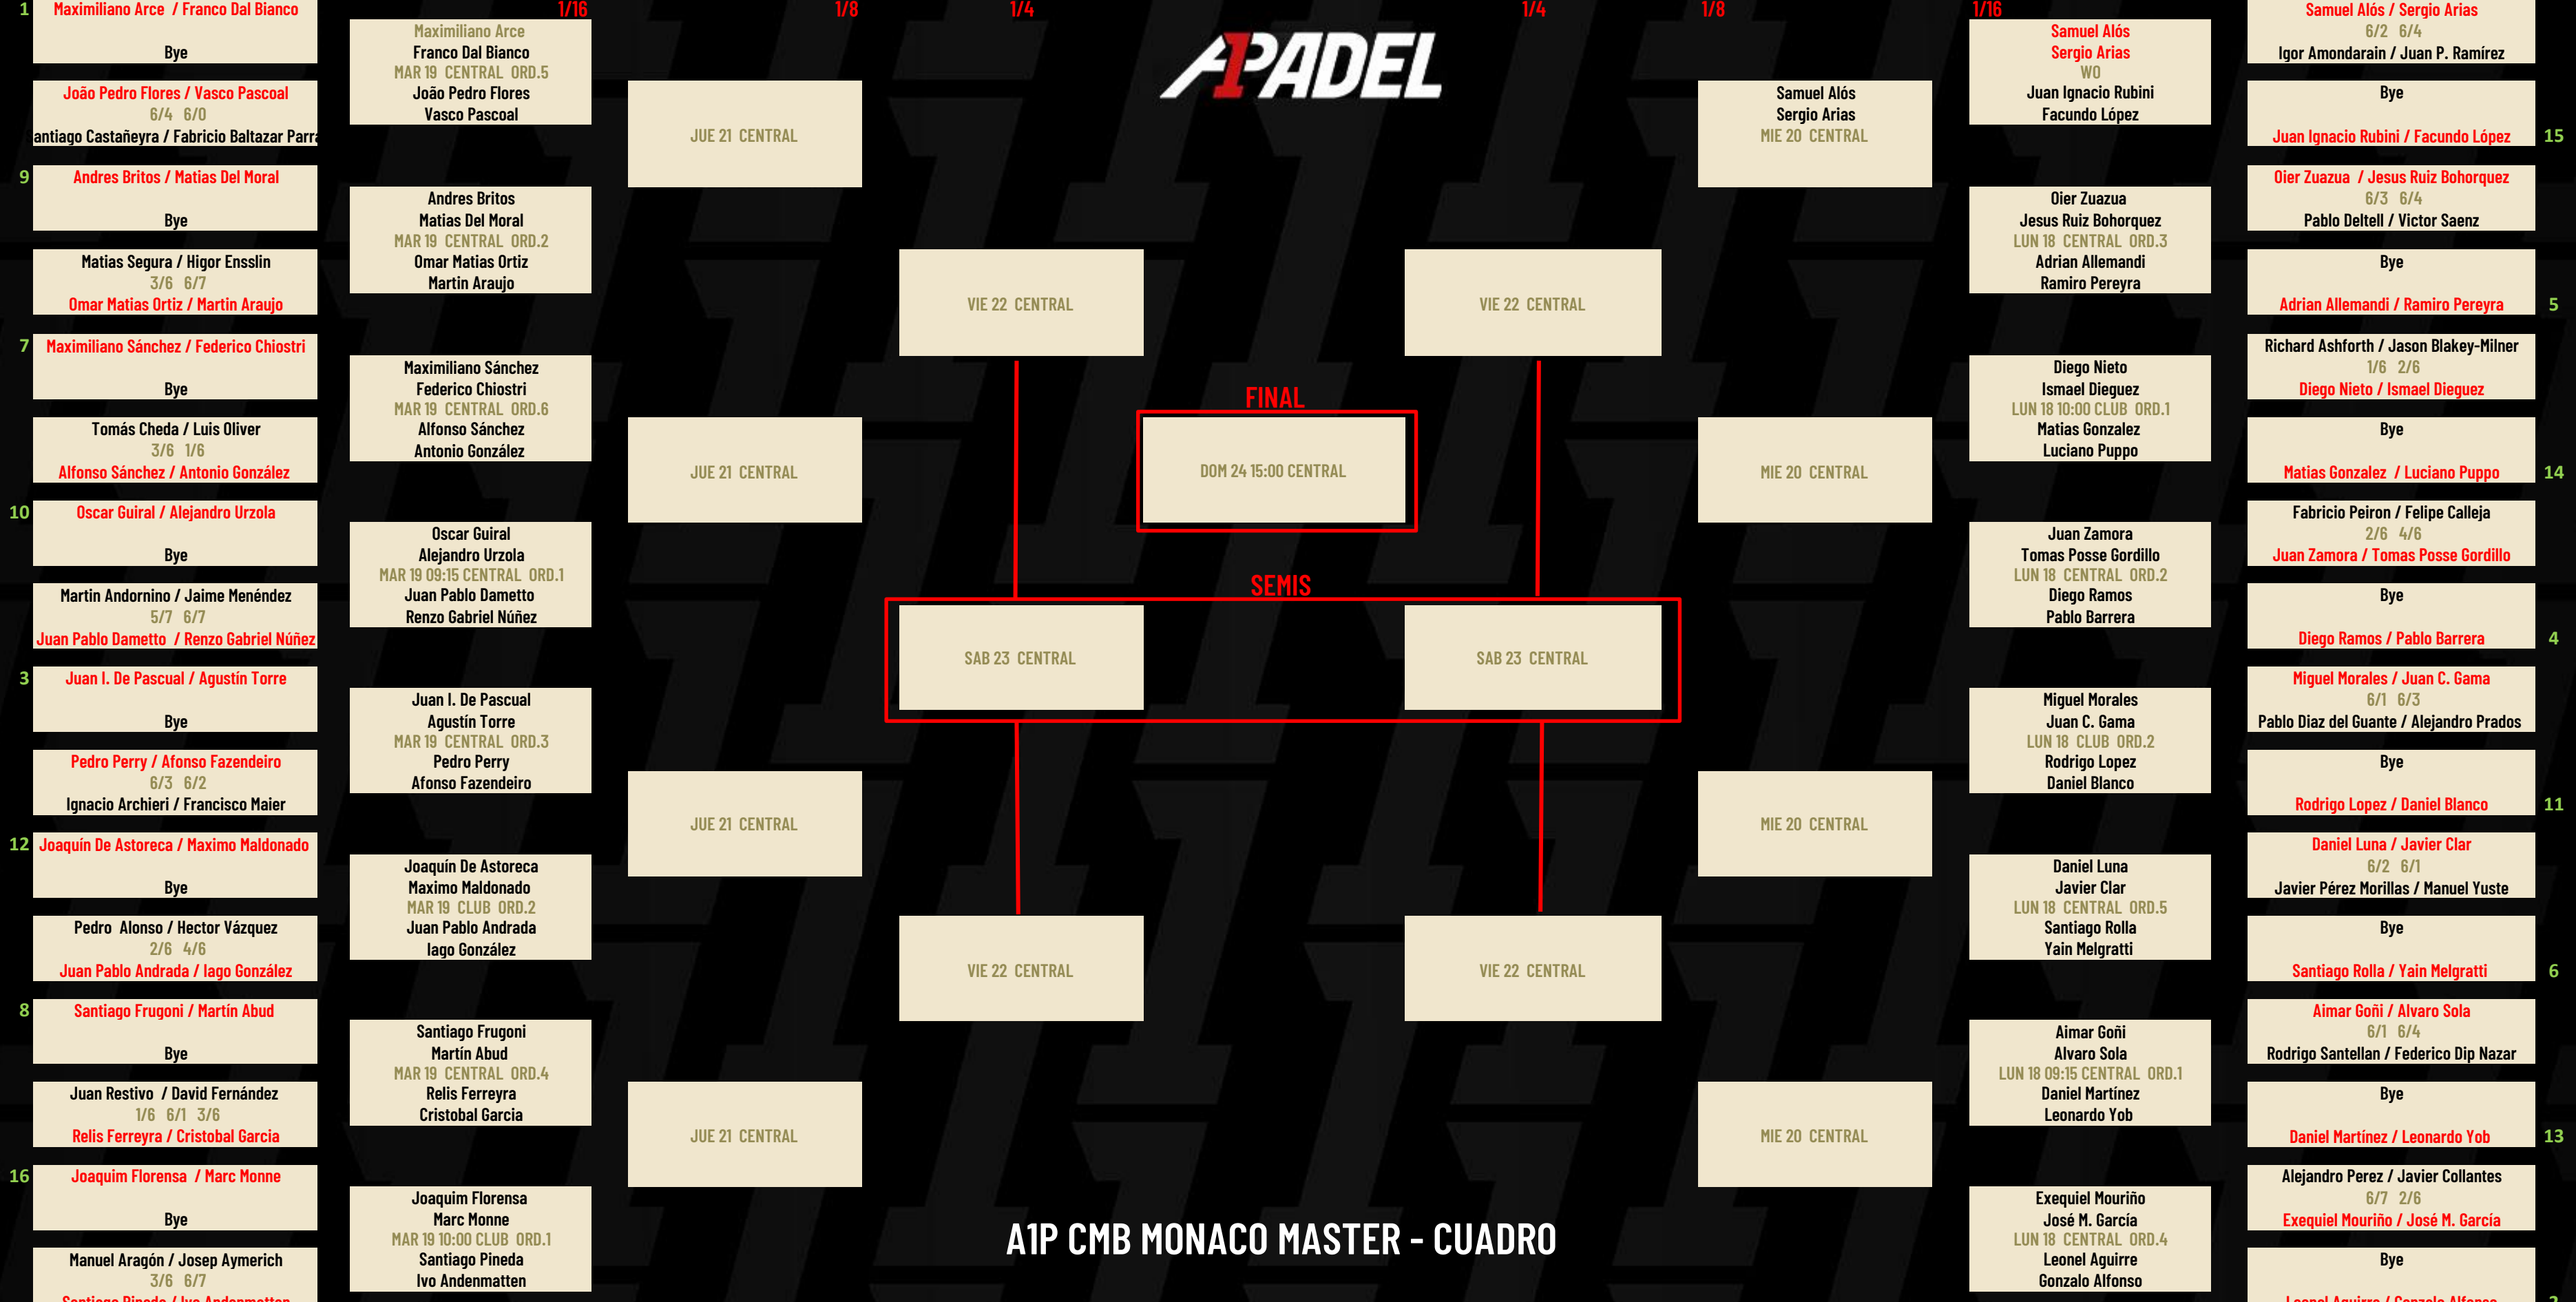 1/16
1/8
1/4
1/4
1/8
1/16
A1PADEL
1
Maximiliano Arce / Franco Dal Bianco
Bye
João Pedro Flores / Vasco Pascoal
6/4 6/0
antiago Castañeyra / Fabricio Baltazar Parra
9
Andres Britos / Matias Del Moral
Bye
Matias Segura / Higor Ensslin
3/6 6/7
Omar Matias Ortiz / Martin Araujo
7
Maximiliano Sánchez / Federico Chiostri
Bye
Tomás Cheda / Luis Oliver
3/6 1/6
Alfonso Sánchez / Antonio González
10
Oscar Guiral / Alejandro Urzola
Bye
Martin Andornino / Jaime Menéndez
5/7 6/7
Juan Pablo Dametto / Renzo Gabriel Núñez
3
Juan I. De Pascual / Agustín Torre
Bye
Pedro Perry / Afonso Fazendeiro
6/3 6/2
Ignacio Archieri / Francisco Maier
12
Joaquín De Astoreca / Maximo Maldonado
Bye
Pedro Alonso / Hector Vázquez
2/6 4/6
Juan Pablo Andrada / Iago González
8
Santiago Frugoni / Martín Abud
Bye
Juan Restivo / David Fernández
1/6 6/1 3/6
Relis Ferreyra / Cristobal Garcia
16
Joaquim Florensa / Marc Monne
Bye
Manuel Aragón / Josep Aymerich
3/6 6/7
Santiago Pineda / Ivo Andenmatten
Maximiliano Arce
Franco Dal Bianco
MAR 19 CENTRAL ORD.5
João Pedro Flores
Vasco Pascoal
Andres Britos
Matias Del Moral
MAR 19 CENTRAL ORD.2
Omar Matias Ortiz
Martin Araujo
Maximiliano Sánchez
Federico Chiostri
MAR 19 CENTRAL ORD.6
Alfonso Sánchez
Antonio González
Oscar Guiral
Alejandro Urzola
MAR 19 09:15 CENTRAL ORD.1
Juan Pablo Dametto
Renzo Gabriel Núñez
Juan I. De Pascual
Agustín Torre
MAR 19 CENTRAL ORD.3
Pedro Perry
Afonso Fazendeiro
Joaquín De Astoreca
Maximo Maldonado
MAR 19 CLUB ORD.2
Juan Pablo Andrada
Iago González
Santiago Frugoni
Martín Abud
MAR 19 CENTRAL ORD.4
Relis Ferreyra
Cristobal Garcia
Joaquim Florensa
Marc Monne
MAR 19 10:00 CLUB ORD.1
Santiago Pineda
Ivo Andenmatten
JUE 21 CENTRAL
JUE 21 CENTRAL
JUE 21 CENTRAL
JUE 21 CENTRAL
VIE 22 CENTRAL
VIE 22 CENTRAL
FINAL
DOM 24 15:00 CENTRAL
SEMIS
SAB 23 CENTRAL
SAB 23 CENTRAL
VIE 22 CENTRAL
VIE 22 CENTRAL
A1P CMB MONACO MASTER - CUADRO
Samuel Alós
Sergio Arias
MIE 20 CENTRAL
MIE 20 CENTRAL
MIE 20 CENTRAL
MIE 20 CENTRAL
Samuel Alós
Sergio Arias
WO
Juan Ignacio Rubini
Facundo López
Oier Zuazua
Jesus Ruiz Bohorquez
LUN 18 CENTRAL ORD.3
Adrian Allemandi
Ramiro Pereyra
Diego Nieto
Ismael Dieguez
LUN 18 10:00 CLUB ORD.1
Matias Gonzalez
Luciano Puppo
Juan Zamora
Tomas Posse Gordillo
LUN 18 CENTRAL ORD.2
Diego Ramos
Pablo Barrera
Miguel Morales
Juan C. Gama
LUN 18 CLUB ORD.2
Rodrigo Lopez
Daniel Blanco
Daniel Luna
Javier Clar
LUN 18 CENTRAL ORD.5
Santiago Rolla
Yain Melgratti
Aimar Goñi
Alvaro Sola
LUN 18 09:15 CENTRAL ORD.1
Daniel Martínez
Leonardo Yob
Exequiel Mouriño
José M. García
LUN 18 CENTRAL ORD.4
Leonel Aguirre
Gonzalo Alfonso
Samuel Alós / Sergio Arias
6/2 6/4
Igor Amondarain / Juan P. Ramírez
Bye
Juan Ignacio Rubini / Facundo López
15
Oier Zuazua / Jesus Ruiz Bohorquez
6/3 6/4
Pablo Deltell / Victor Saenz
Bye
Adrian Allemandi / Ramiro Pereyra
5
Richard Ashforth / Jason Blakey-Milner
1/6 2/6
Diego Nieto / Ismael Dieguez
Bye
Matias Gonzalez / Luciano Puppo
14
Fabricio Peiron / Felipe Calleja
2/6 4/6
Juan Zamora / Tomas Posse Gordillo
Bye
Diego Ramos / Pablo Barrera
4
Miguel Morales / Juan C. Gama
6/1 6/3
Pablo Diaz del Guante / Alejandro Prados
Bye
Rodrigo Lopez / Daniel Blanco
11
Daniel Luna / Javier Clar
6/2 6/1
Javier Pérez Morillas / Manuel Yuste
Bye
Santiago Rolla / Yain Melgratti
6
Aimar Goñi / Alvaro Sola
6/1 6/4
Rodrigo Santellan / Federico Dip Nazar
Bye
Daniel Martínez / Leonardo Yob
13
Alejandro Perez / Javier Collantes
6/7 2/6
Exequiel Mouriño / José M. García
Bye
Leonel Aguirre / Gonzalo Alfonso